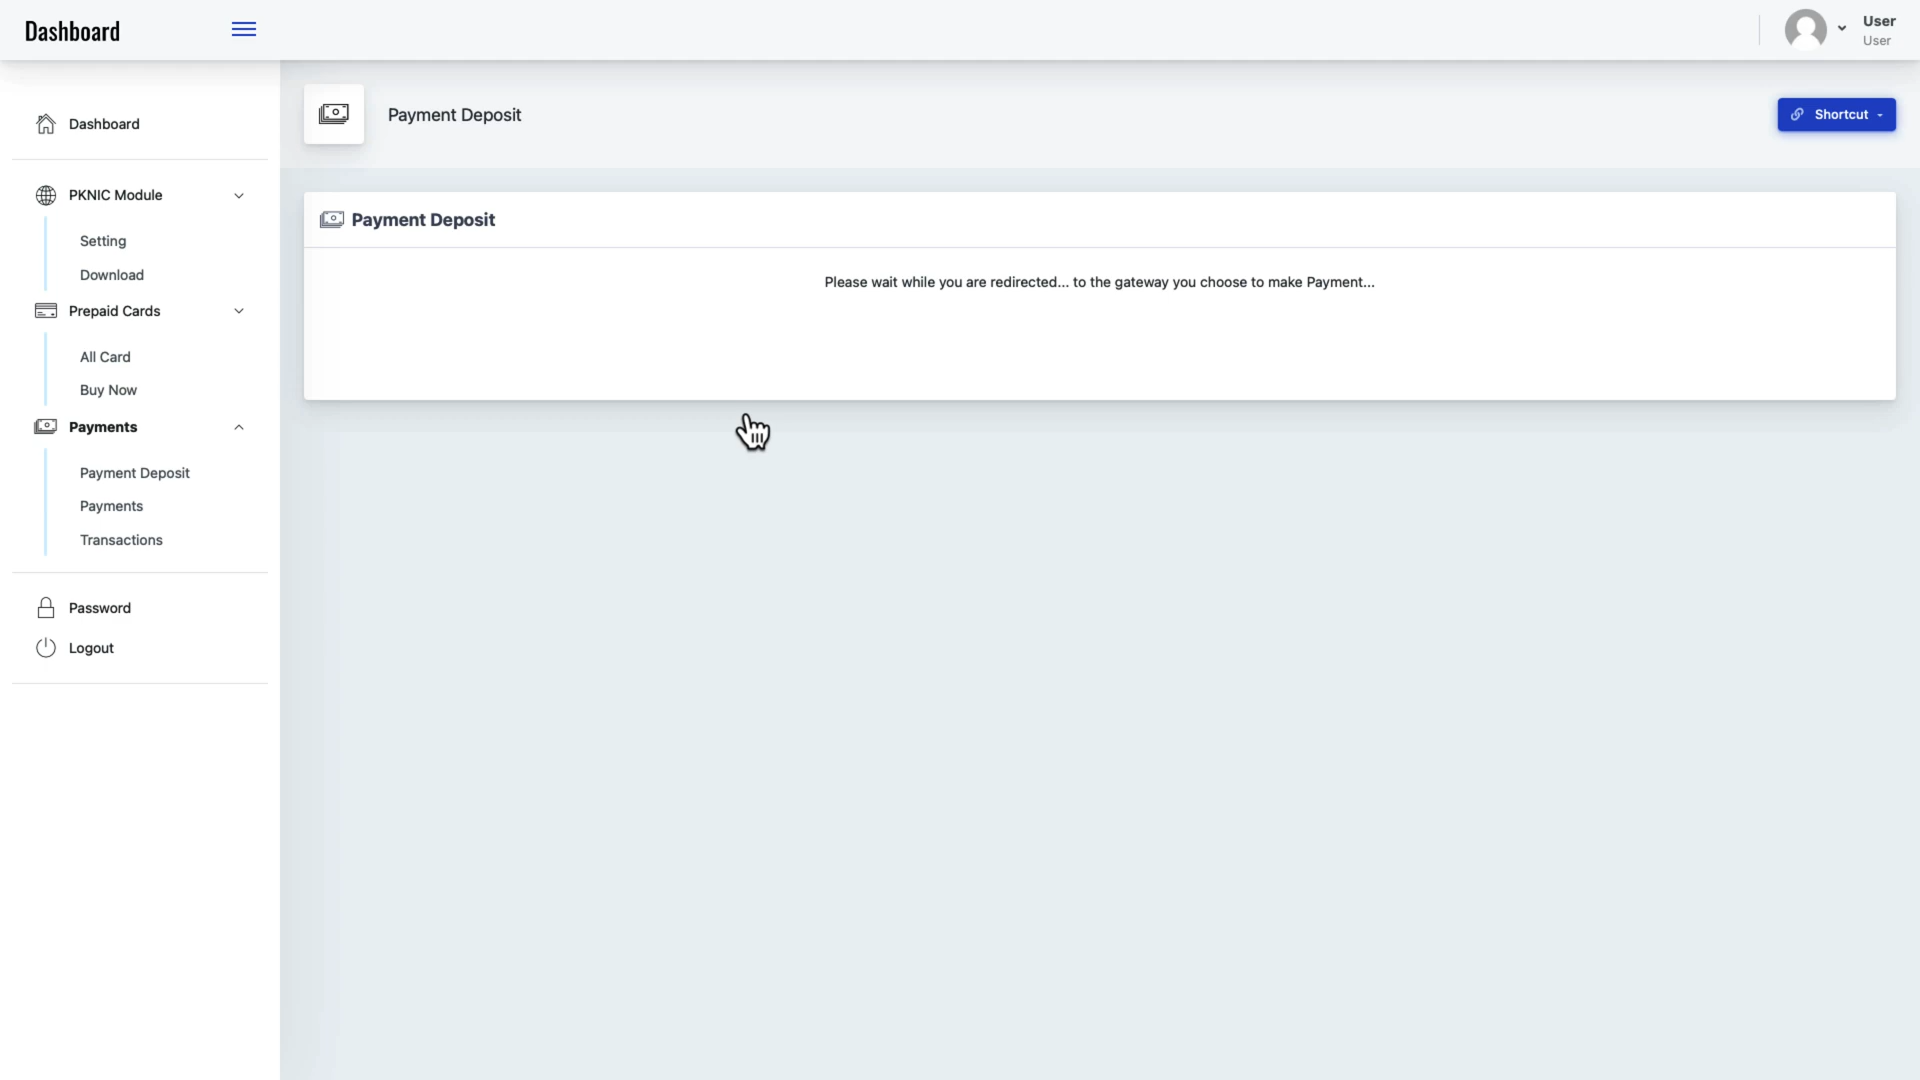 Dashboard
User
User
Dashboard
PKNIC Module
Setting
Download
Prepaid Cards
All Card
Buy Now
Payments
Payment Deposit
Payments
Transactions
Password
Logout
Payment Deposit
Shortcut
Payment Deposit
Please wait while you are redirected... to the gateway you choose to make Payment...